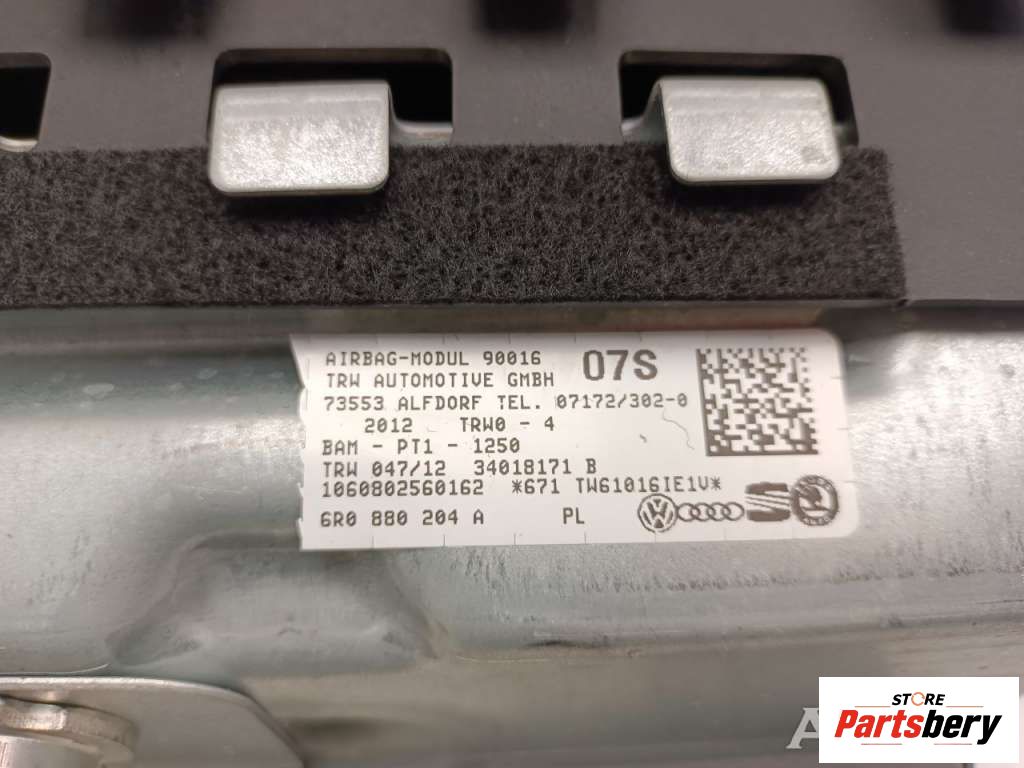 AIRBAG-MODUL 90016 07S
TRW AUTOMOTIVE GMBH
73553 ALFDORF TEL. 07172/302-0
2012 TRW0 - 4
BAM - PT1 - 1250
TRW 047/12 34018171 B
1060802560162 *671 TW61016IE1V*
6R0 880 204 A PL
STORE
Partsbery